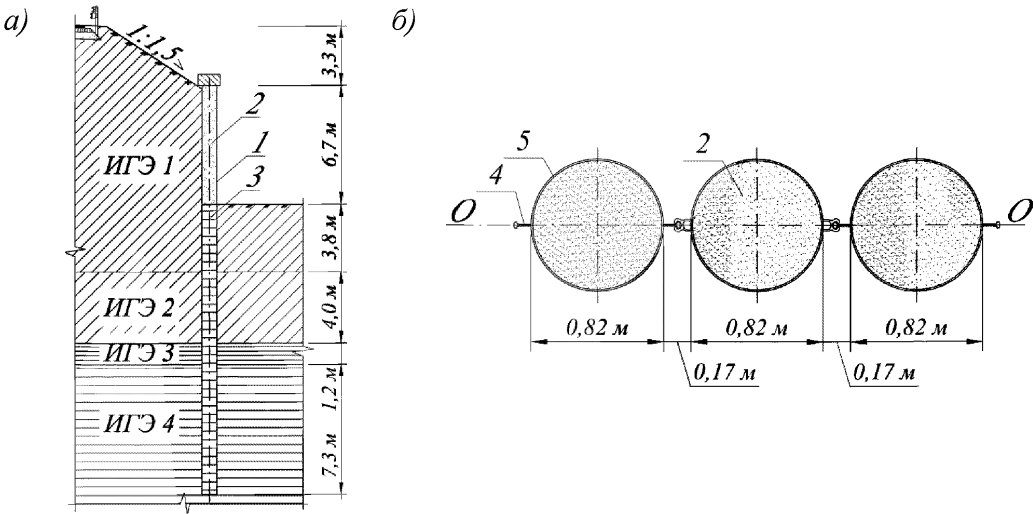 а)
1:1,5
3,3 м
2
1
3
6,7 м
ИГЭ 1
3,8 м
ИГЭ 2
4,0 м
ИГЭ 3
1,2 м
ИГЭ 4
7,3 м
б)
5
2
4
О
О
0,82 м
0,82 м
0,82 м
0,17 м
0,17 м